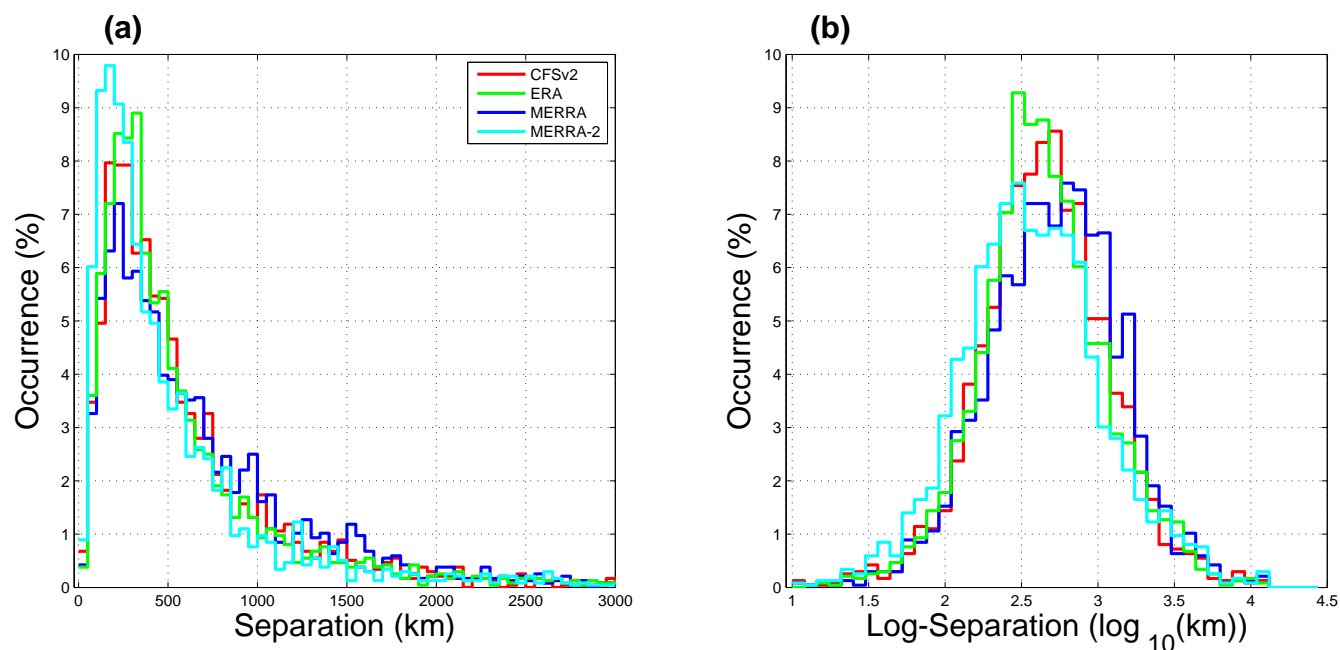 (a)
(b)
10
9
8
7
6
5
4
3
2
1
0
Occurrence (%)
0 500 1000 1500 2000 2500 3000
Separation (km)
CFSv2
ERA
MERRA
MERRA-2
10
9
8
7
6
5
4
3
2
1
0
Occurrence (%)
1 1.5 2 2.5 3 3.5 4 4.5
Log-Separation (log 10(km))